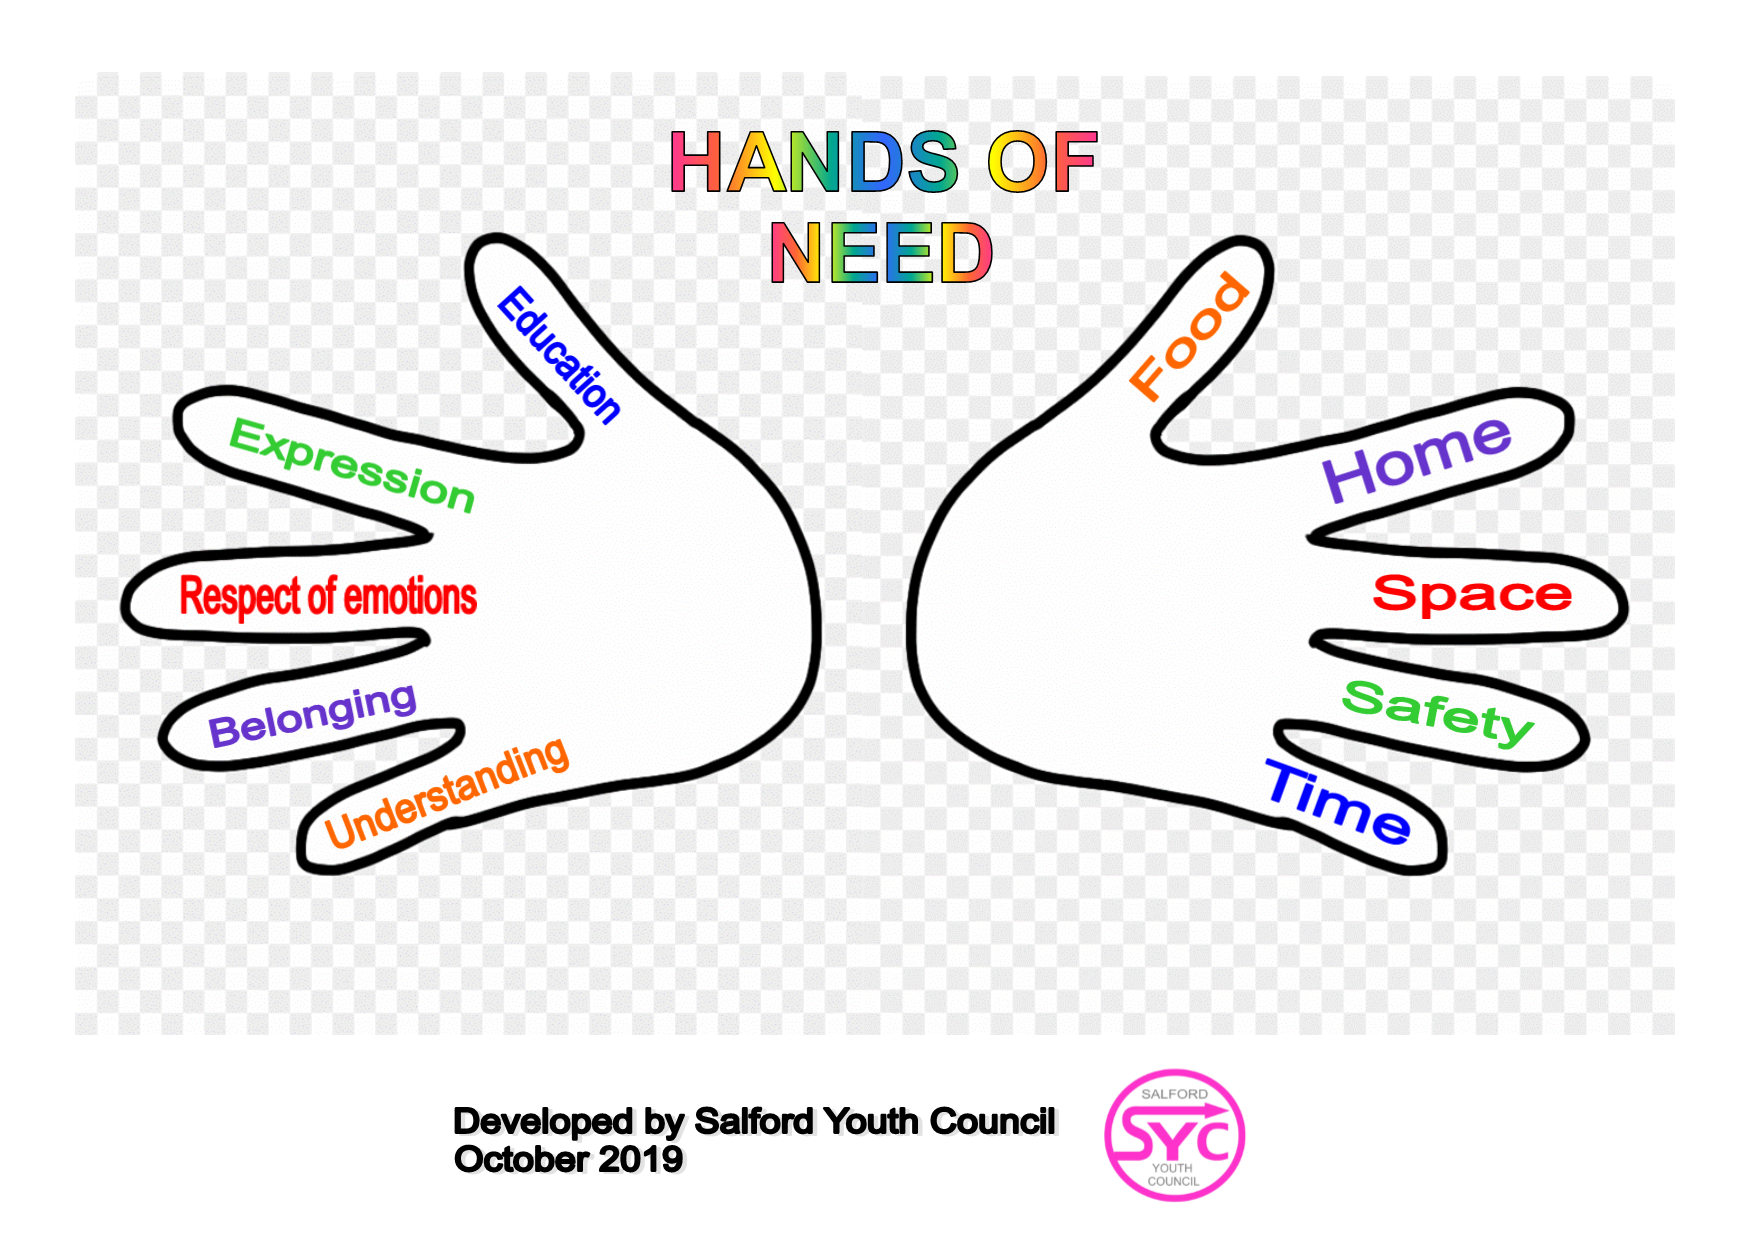 HANDS OF
NEED
Education
Expression
Respect of emotions
Belonging
Understanding
Food
Home
Space
Safety
Time
Developed by Salford Youth Council
October 2019
SALFORD
SYC
YOUTH
COUNCIL